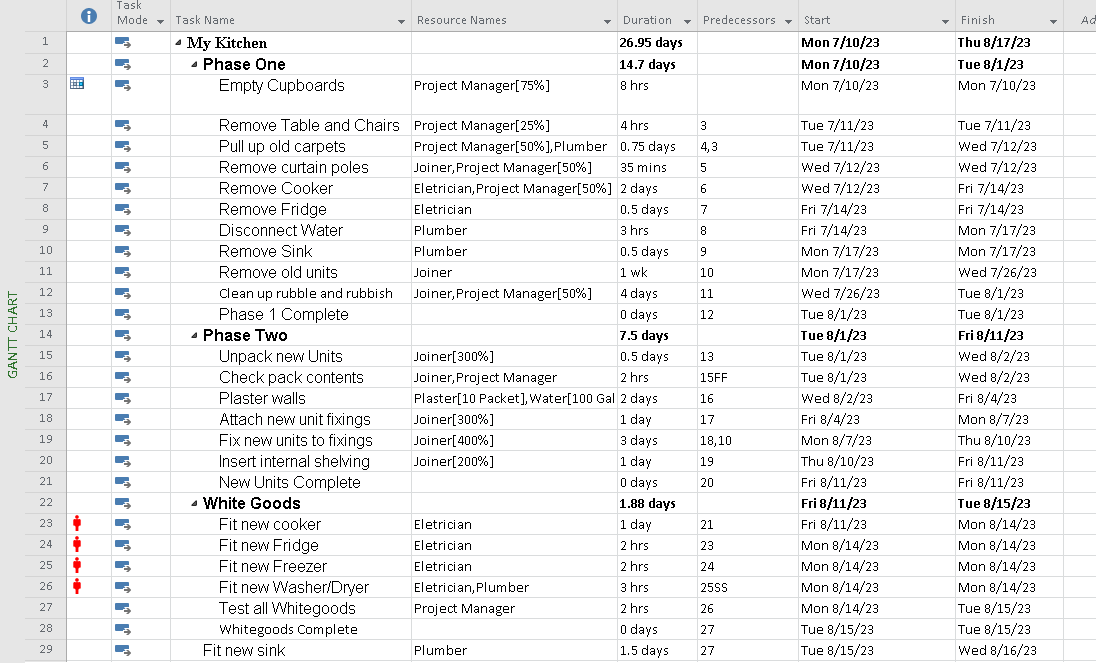 Task Mode Task Name Resource Names Duration Predecessors Start Finish Ad
1 My Kitchen 26.95 days Mon 7/10/23 Thu 8/17/23
2 Phase One 14.7 days Mon 7/10/23 Tue 8/1/23
3 Empty Cupboards Project Manager[75%] 8 hrs Mon 7/10/23 Mon 7/10/23
4 Remove Table and Chairs Project Manager[25%] 4 hrs 3 Tue 7/11/23 Tue 7/11/23
5 Pull up old carpets Project Manager[50%],Plumber 0.75 days 4,3 Tue 7/11/23 Wed 7/12/23
6 Remove curtain poles Joiner,Project Manager[50%] 35 mins 5 Wed 7/12/23 Wed 7/12/23
7 Remove Cooker Eletrician,Project Manager[50%] 2 days 6 Wed 7/12/23 Fri 7/14/23
8 Remove Fridge Eletrician 0.5 days 7 Fri 7/14/23 Fri 7/14/23
9 Disconnect Water Plumber 3 hrs 8 Fri 7/14/23 Mon 7/17/23
10 Remove Sink Plumber 0.5 days 9 Mon 7/17/23 Mon 7/17/23
11 Remove old units Joiner 1 wk 10 Mon 7/17/23 Wed 7/26/23
12 Clean up rubble and rubbish Joiner,Project Manager[50%] 4 days 11 Wed 7/26/23 Tue 8/1/23
13 Phase 1 Complete 0 days 12 Tue 8/1/23 Tue 8/1/23
14 Phase Two 7.5 days Tue 8/1/23 Fri 8/11/23
15 Unpack new Units Joiner[300%] 0.5 days 13 Tue 8/1/23 Wed 8/2/23
16 Check pack contents Joiner,Project Manager 2 hrs 15FF Tue 8/1/23 Wed 8/2/23
17 Plaster walls Plaster[10 Packet],Water[100 Gal 2 days 16 Wed 8/2/23 Fri 8/4/23
18 Attach new unit fixings Joiner[300%] 1 day 17 Fri 8/4/23 Mon 8/7/23
19 Fix new units to fixings Joiner[400%] 3 days 18,10 Mon 8/7/23 Thu 8/10/23
20 Insert internal shelving Joiner[200%] 1 day 19 Thu 8/10/23 Fri 8/11/23
21 New Units Complete 0 days 20 Fri 8/11/23 Fri 8/11/23
22 White Goods 1.88 days Fri 8/11/23 Tue 8/15/23
23 Fit new cooker Eletrician 1 day 21 Fri 8/11/23 Mon 8/14/23
24 Fit new Fridge Eletrician 2 hrs 23 Mon 8/14/23 Mon 8/14/23
25 Fit new Freezer Eletrician 2 hrs 24 Mon 8/14/23 Mon 8/14/23
26 Fit new Washer/Dryer Eletrician,Plumber 3 hrs 25SS Mon 8/14/23 Mon 8/14/23
27 Test all Whitegoods Project Manager 2 hrs 26 Mon 8/14/23 Tue 8/15/23
28 Whitegoods Complete 0 days 27 Tue 8/15/23 Tue 8/15/23
29 Fit new sink Plumber 1.5 days 27 Tue 8/15/23 Wed 8/16/23
GANTT CHART